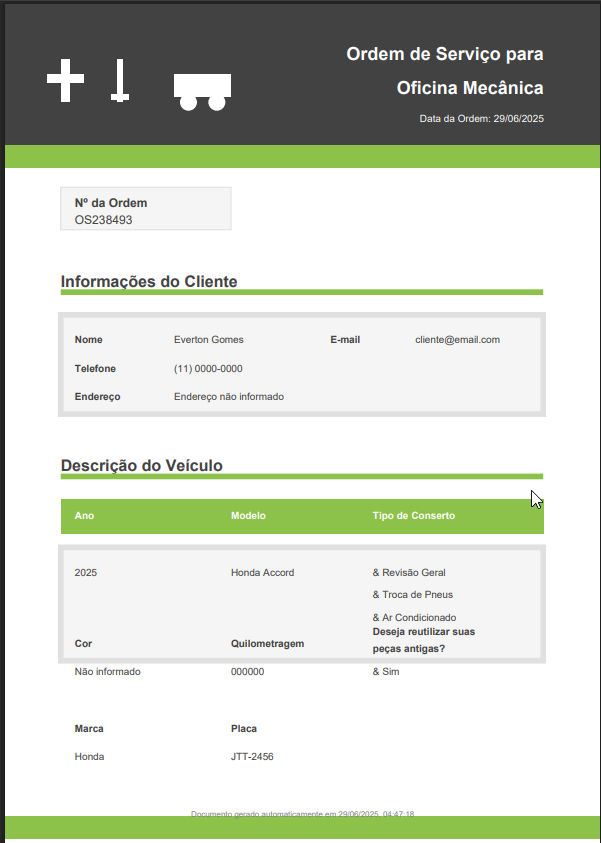 Ordem de Serviço para
Oficina Mecânica
Data da Ordem: 29/06/2025
Nº da Ordem
OS238493
Informações do Cliente
Nome Everton Gomes E-mail cliente@email.com
Telefone (11) 0000-0000
Endereço Endereço não informado
Descrição do Veículo
Ano Modelo Tipo de Conserto
2025 Honda Accord & Revisão Geral
& Troca de Pneus
& Ar Condicionado
Cor Quilometragem Deseja reutilizar suas
peças antigas?
Não informado 000000 & Sim
Marca Placa
Honda JTT-2456
Documento gerado automaticamente em 29/06/2025, 04:47:18